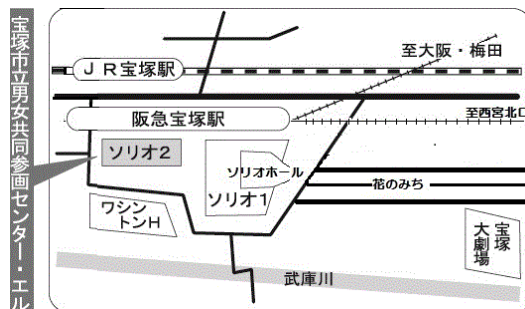 宝塚市立男女共同参画センター・エル
JR宝塚駅
至大阪・梅田
阪急宝塚駅
至西宮北口
ソリオ2
ソリオホール
ソリオ1
花のみち
ワシン
トンH
宝塚
大劇場
武庫川